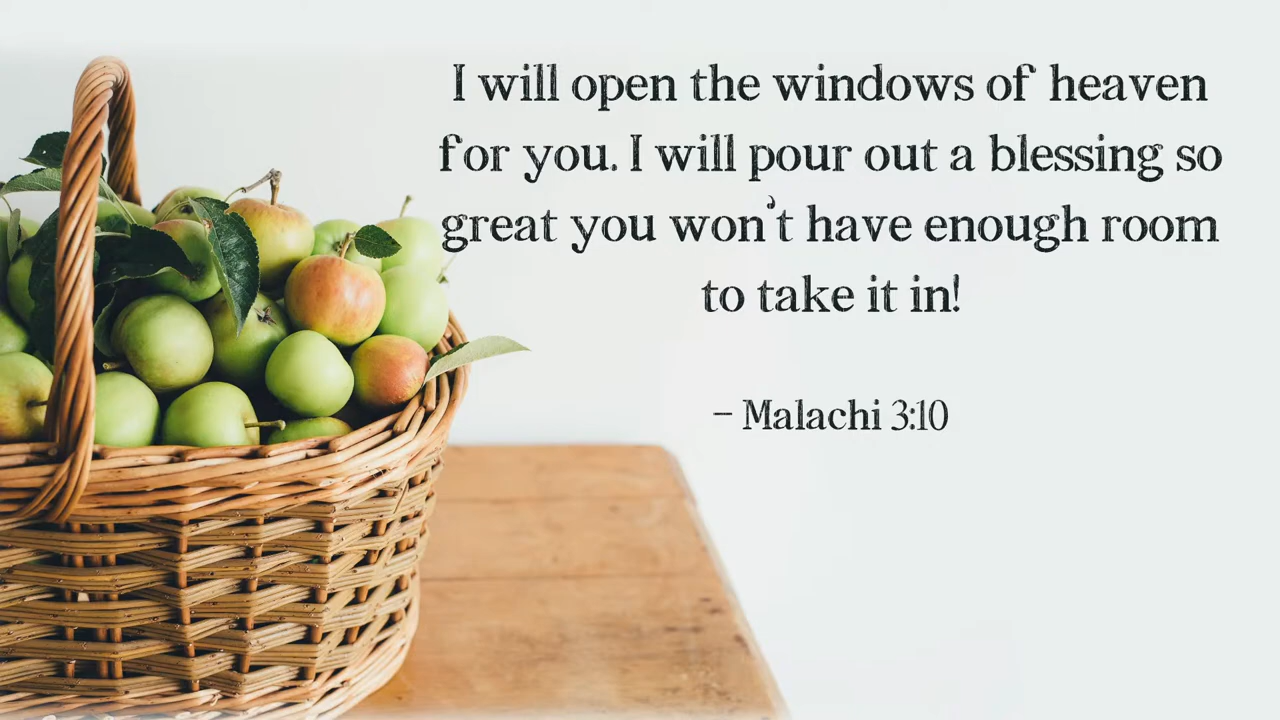 I will open the windows of heaven
for you. I will pour out a blessing so
great you won't have enough room
to take it in!
– Malachi 3:10